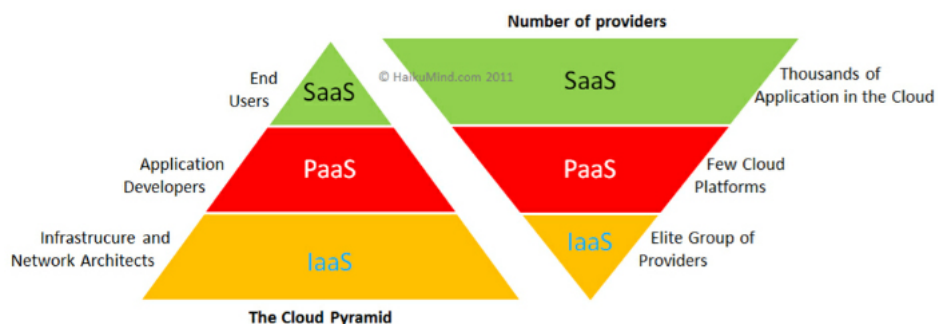 Number of providers
End
Users
SaaS
© HaikuMind.com 2011
SaaS
Thousands of
Application in the Cloud
Application
Developers
PaaS
PaaS
Few Cloud
Platforms
Infrastrucure and
Network Architects
IaaS
IaaS
Elite Group of
Providers
The Cloud Pyramid